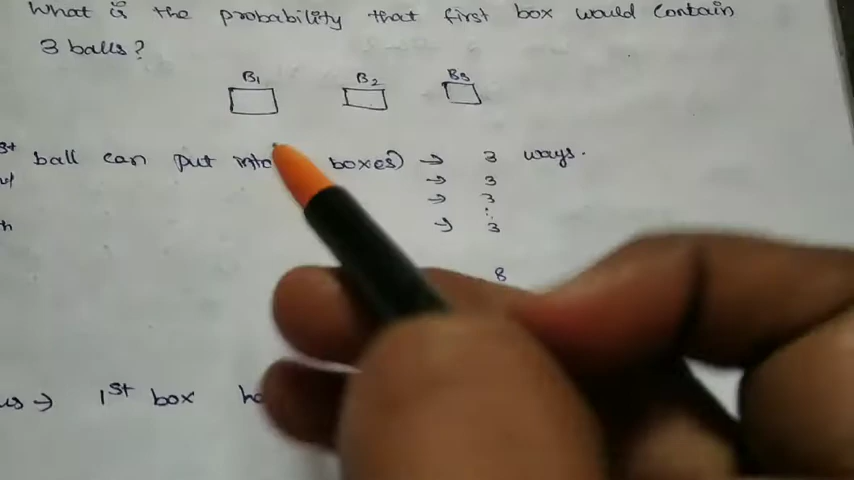 What is the probability that first box would contain
3 balls?
B1 B2 B3
st ball can put into boxes) → 3 ways.
→ 3
→ 3
:
→ 3
8
→ 1st box